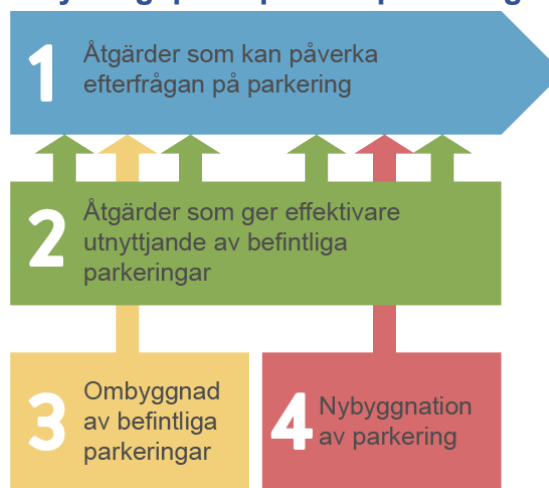 1
Åtgärder som kan påverka
efterfrågan på parkering
2
Åtgärder som ger effektivare
utnyttjande av befintliga
parkeringar
3
Ombyggnad
av befintliga
parkeringar
4
Nybyggnation
av parkering